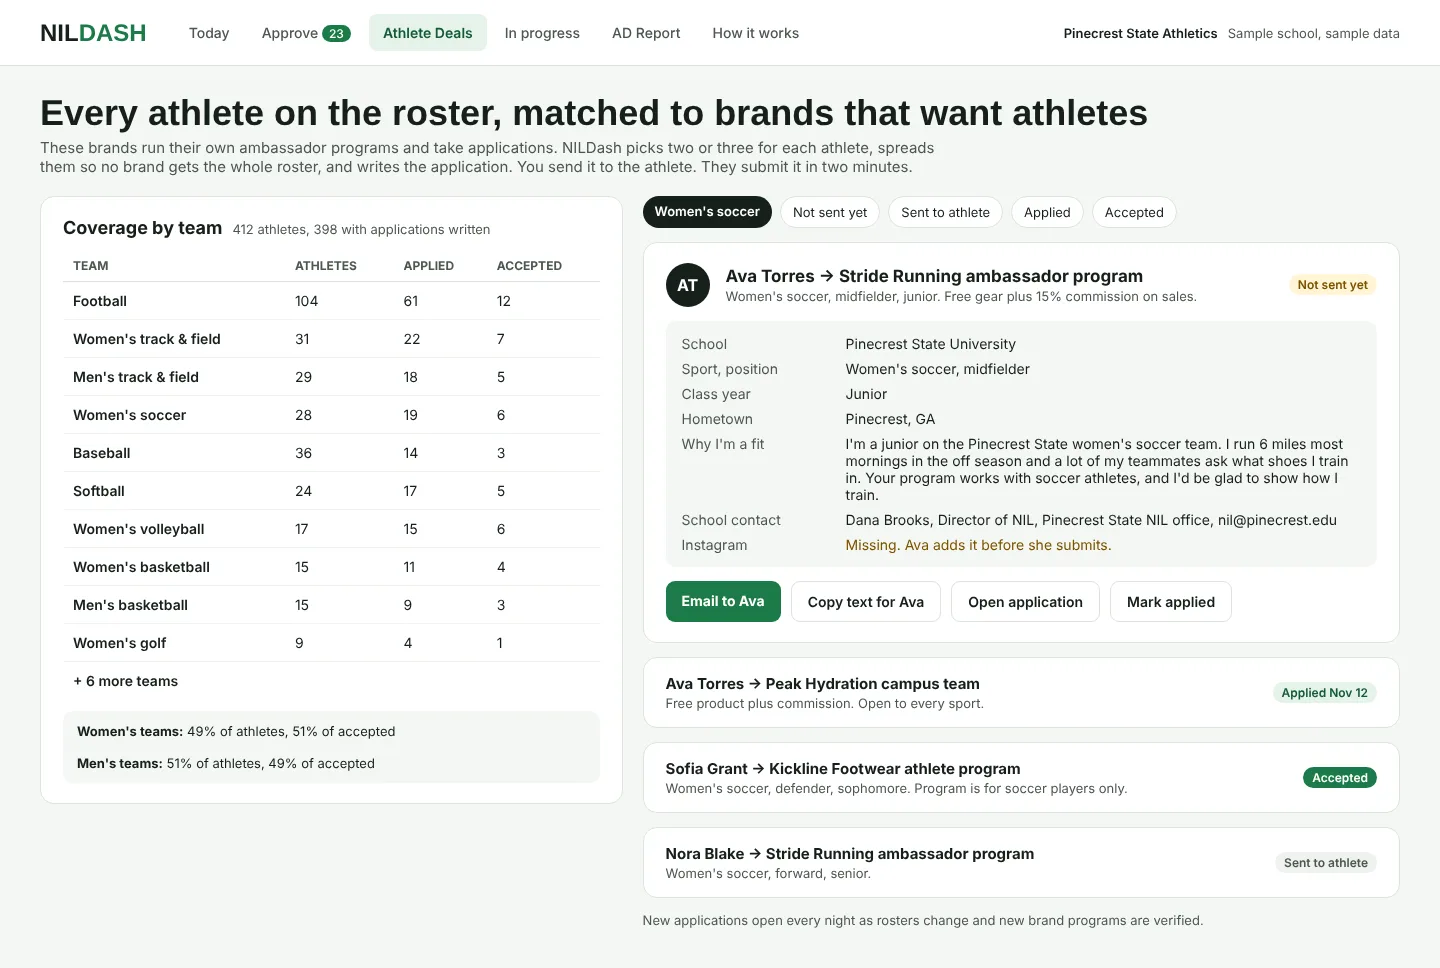 NILDASH
Today
Approve 23
Athlete Deals
In progress
AD Report
How it works
Pinecrest State Athletics Sample school, sample data
Every athlete on the roster, matched to brands that want athletes
These brands run their own ambassador programs and take applications. NILDash picks two or three for each athlete, spreads
them so no brand gets the whole roster, and writes the application. You send it to the athlete. They submit it in two minutes.
Coverage by team 412 athletes, 398 with applications written
TEAM ATHLETES APPLIED ACCEPTED
Football 104 61 12
Women's track & field 31 22 7
Men's track & field 29 18 5
Women's soccer 28 19 6
Baseball 36 14 3
Softball 24 17 5
Women's volleyball 17 15 6
Women's basketball 15 11 4
Men's basketball 15 9 3
Women's golf 9 4 1
+ 6 more teams
Women's teams: 49% of athletes, 51% of accepted
Men's teams: 51% of athletes, 49% of accepted
Women's soccer
Not sent yet
Sent to athlete
Applied
Accepted
AT
Ava Torres → Stride Running ambassador program
Women's soccer, midfielder, junior. Free gear plus 15% commission on sales.
Not sent yet
School Pinecrest State University
Sport, position Women's soccer, midfielder
Class year Junior
Hometown Pinecrest, GA
Why I'm a fit I'm a junior on the Pinecrest State women's soccer team. I run 6 miles most
mornings in the off season and a lot of my teammates ask what shoes I train
in. Your program works with soccer athletes, and I'd be glad to show how I
train.
School contact Dana Brooks, Director of NIL, Pinecrest State NIL office, nil@pinecrest.edu
Instagram Missing. Ava adds it before she submits.
Email to Ava
Copy text for Ava
Open application
Mark applied
Ava Torres → Peak Hydration campus team
Free product plus commission. Open to every sport.
Applied Nov 12
Sofia Grant → Kickline Footwear athlete program
Women's soccer, defender, sophomore. Program is for soccer players only.
Accepted
Nora Blake → Stride Running ambassador program
Women's soccer, forward, senior.
Sent to athlete
New applications open every night as rosters change and new brand programs are verified.